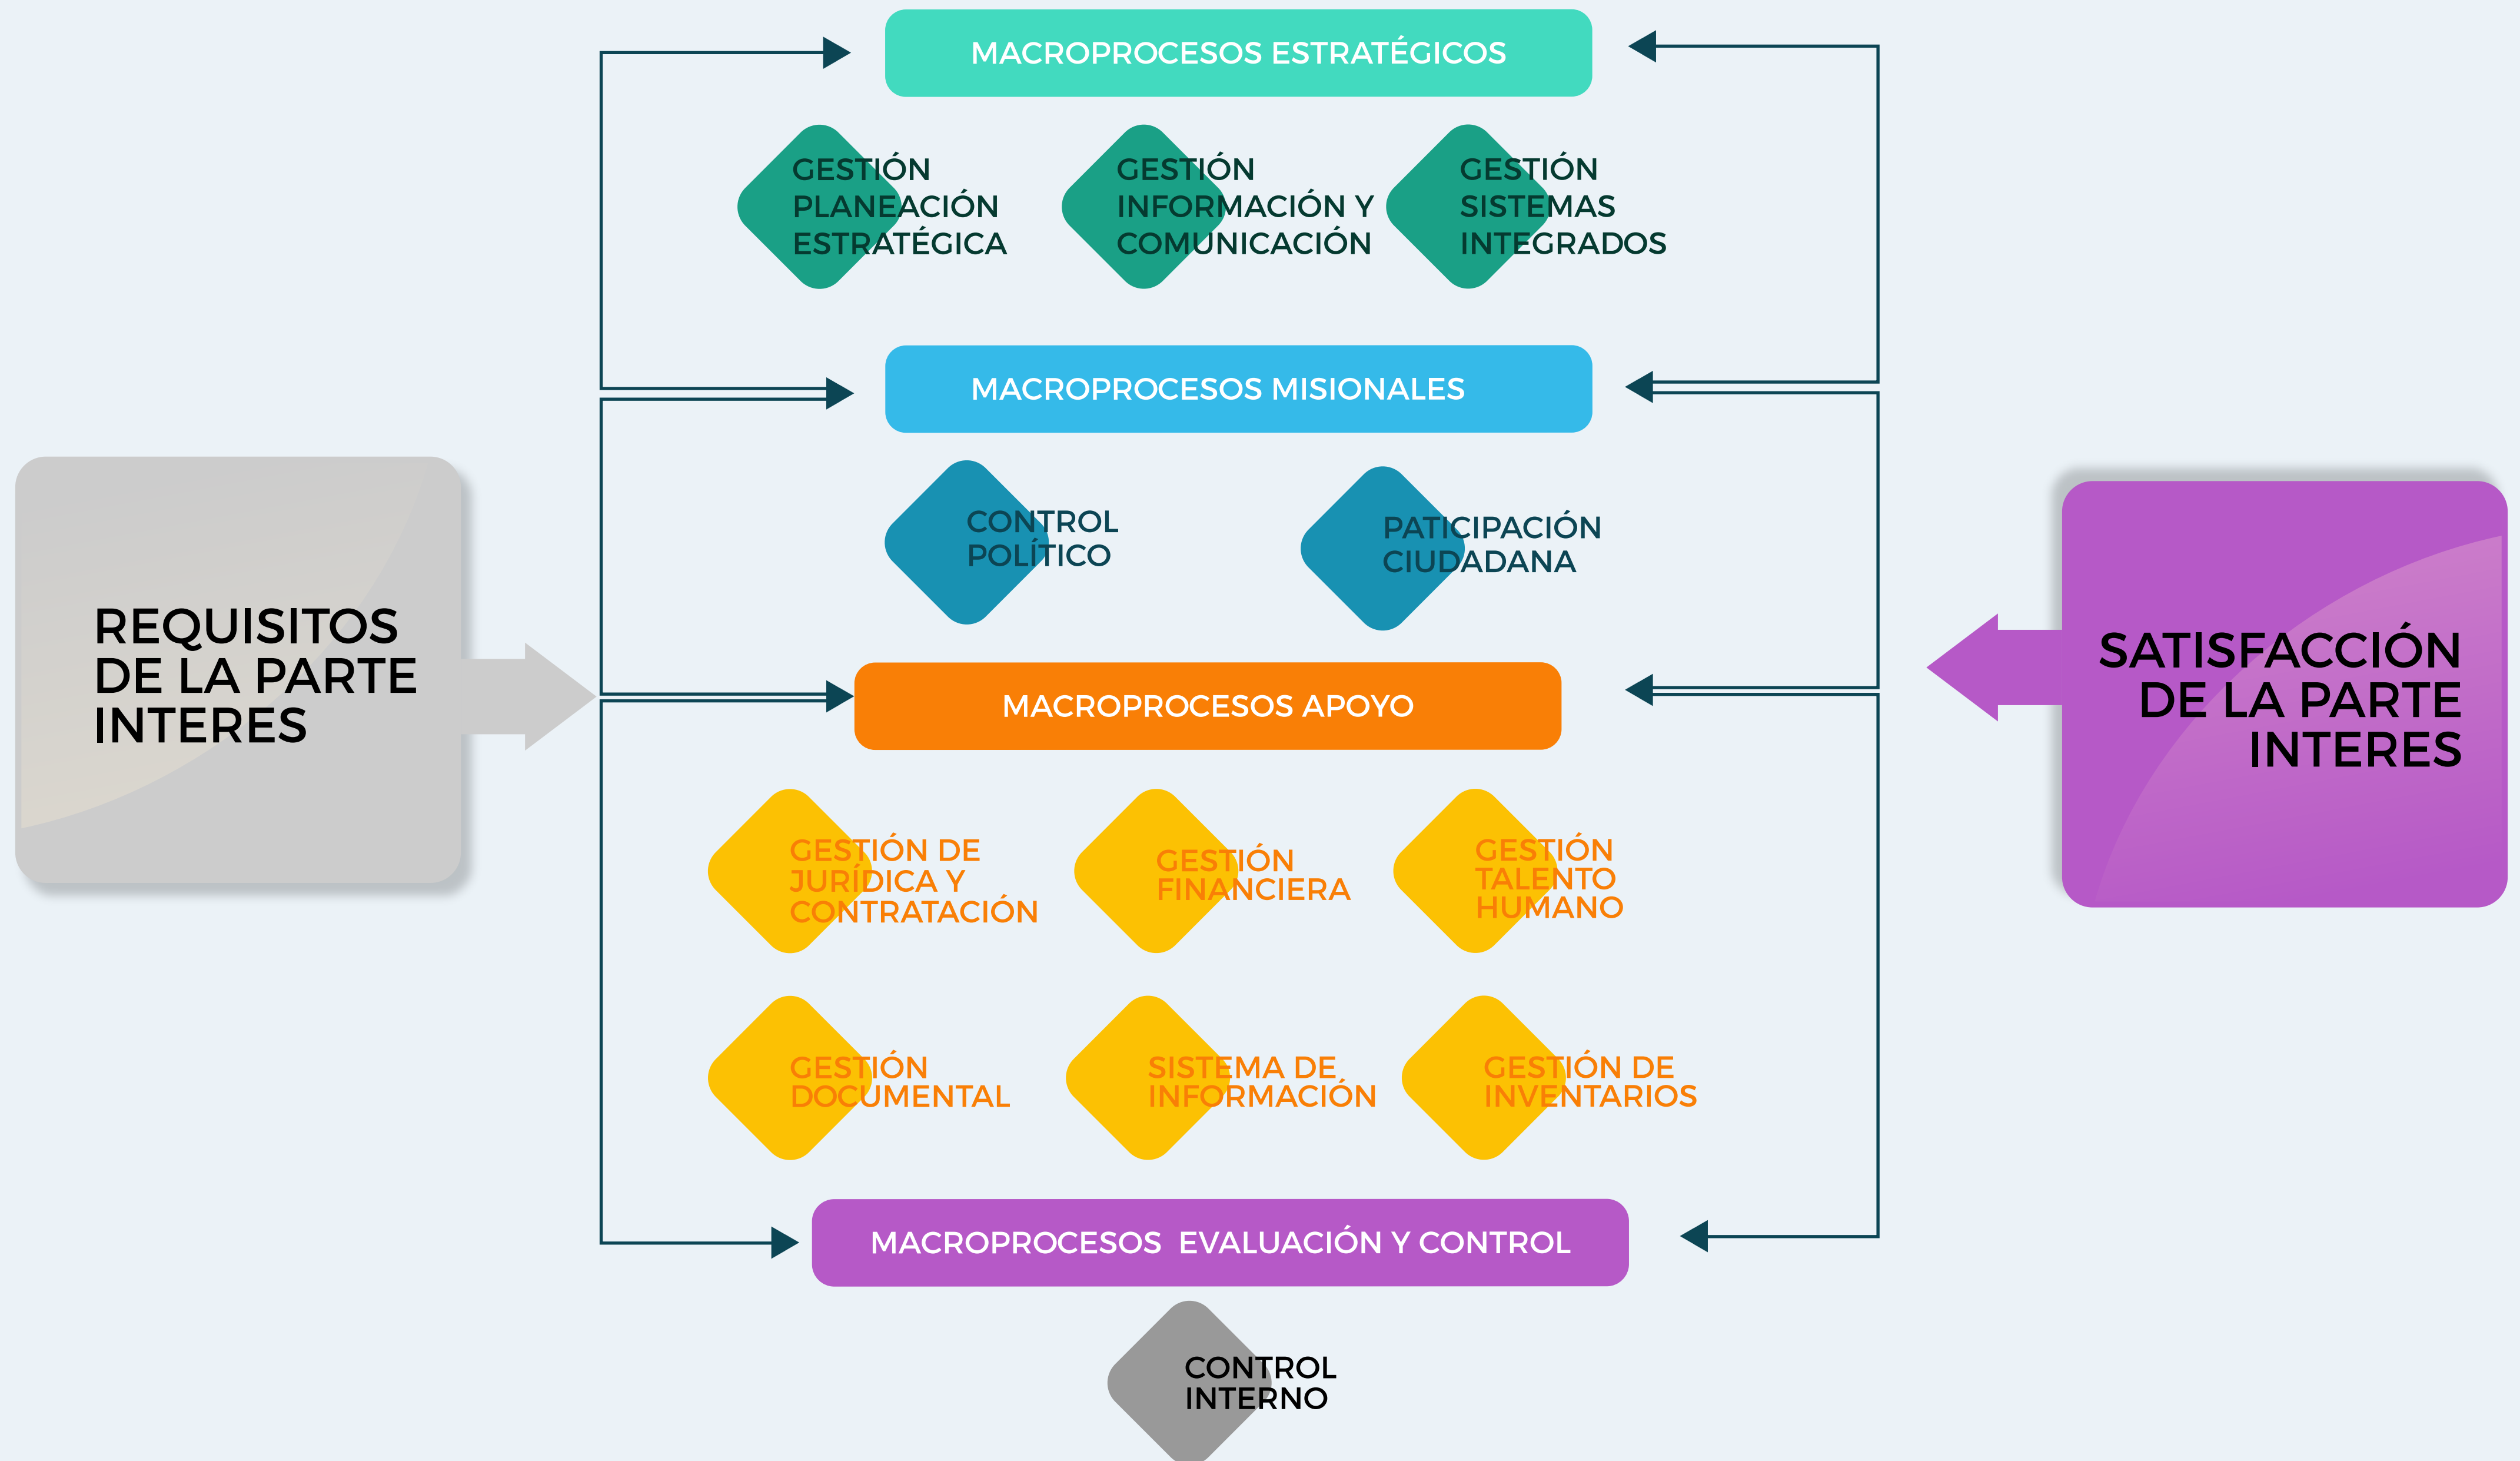 MACROPROCESOS ESTRATÉGICOS
GESTIÓN
PLANEACIÓN
ESTRATÉGICA
GESTIÓN
INFORMACIÓN Y
COMUNICACIÓN
GESTIÓN
SISTEMAS
INTEGRADOS
MACROPROCESOS MISIONALES
CONTROL
POLÍTICO
PATICIPACIÓN
CIUDADANA
REQUISITOS
DE LA PARTE
INTERES
MACROPROCESOS APOYO
SATISFACCIÓN
DE LA PARTE
INTERES
GESTIÓN DE
JURÍDICA Y
CONTRATACIÓN
GESTIÓN
FINANCIERA
GESTIÓN
TALENTO
HUMANO
GESTIÓN
DOCUMENTAL
SISTEMA DE
INFORMACIÓN
GESTIÓN DE
INVENTARIOS
MACROPROCESOS  EVALUACIÓN Y CONTROL
CONTROL
INTERNO